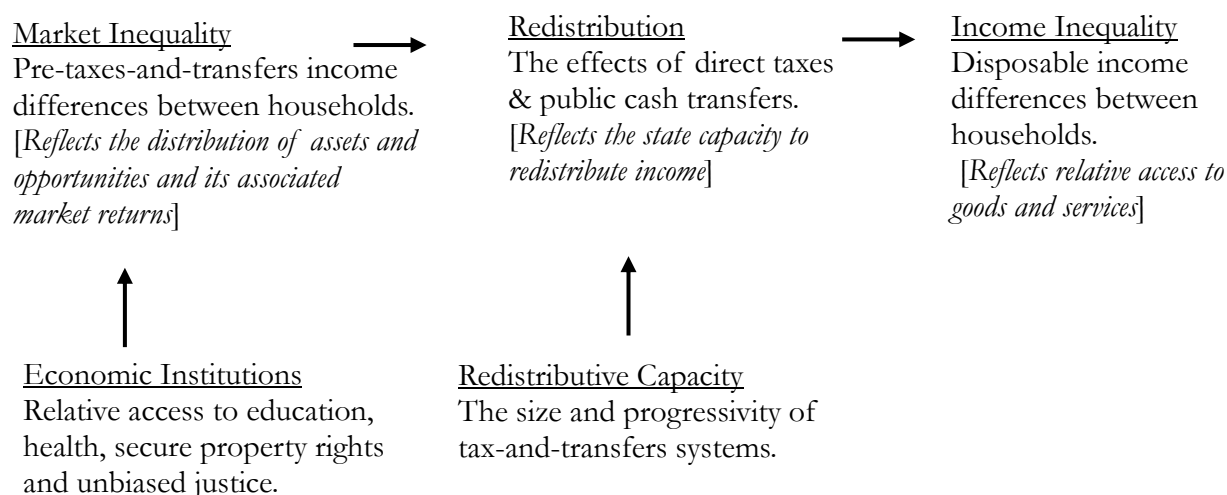 Market Inequality
Pre-taxes-and-transfers income
differences between households.
[Reflects the distribution of assets and
opportunities and its associated
market returns]
Redistribution
The effects of direct taxes
& public cash transfers.
[Reflects the state capacity to
redistribute income]
Income Inequality
Disposable income
differences between
households.
[Reflects relative access to
goods and services]
Economic Institutions
Relative access to education,
health, secure property rights
and unbiased justice.
Redistributive Capacity
The size and progressivity of
tax-and-transfers systems.